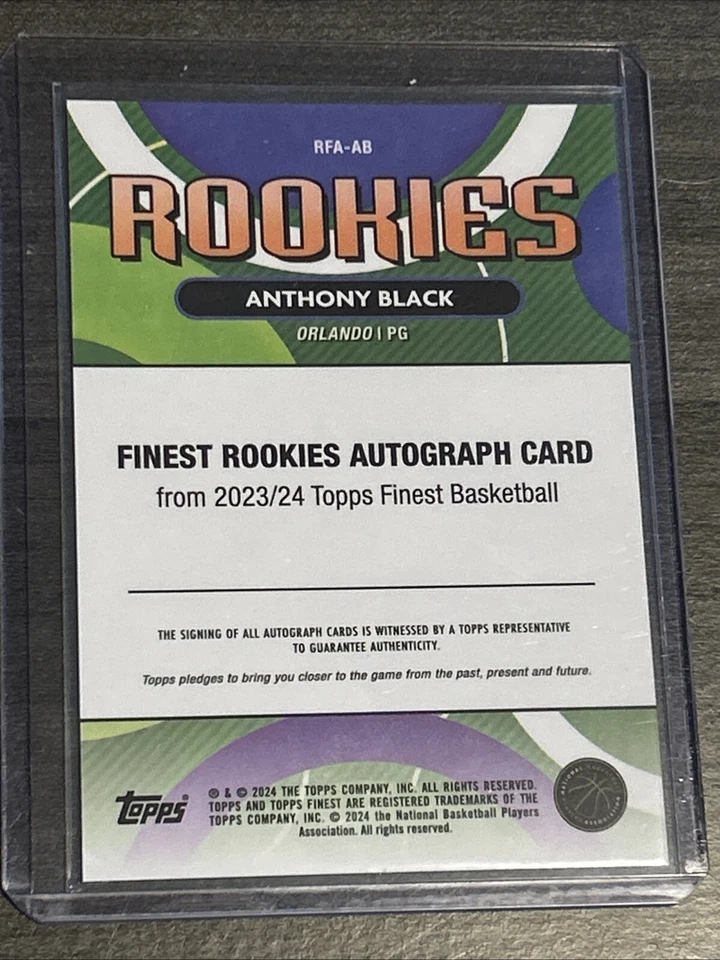 RFA-AB
ROOKIES
ANTHONY BLACK
ORLANDO | PG
FINEST ROOKIES AUTOGRAPH CARD
from 2023/24 Topps Finest Basketball
THE SIGNING OF ALL AUTOGRAPH CARDS IS WITNESSED BY A TOPPS REPRESENTATIVE
TO GUARANTEE AUTHENTICITY.
Topps pledges to bring you closer to the game from the past, present and future.
topps®
® & © 2024 THE TOPPS COMPANY, INC. ALL RIGHTS RESERVED.
TOPPS AND TOPPS FINEST ARE REGISTERED TRADEMARKS OF THE
TOPPS COMPANY, INC. © 2024 the National Basketball Players
Association. All rights reserved.
NATIONAL
ASSOCIATION